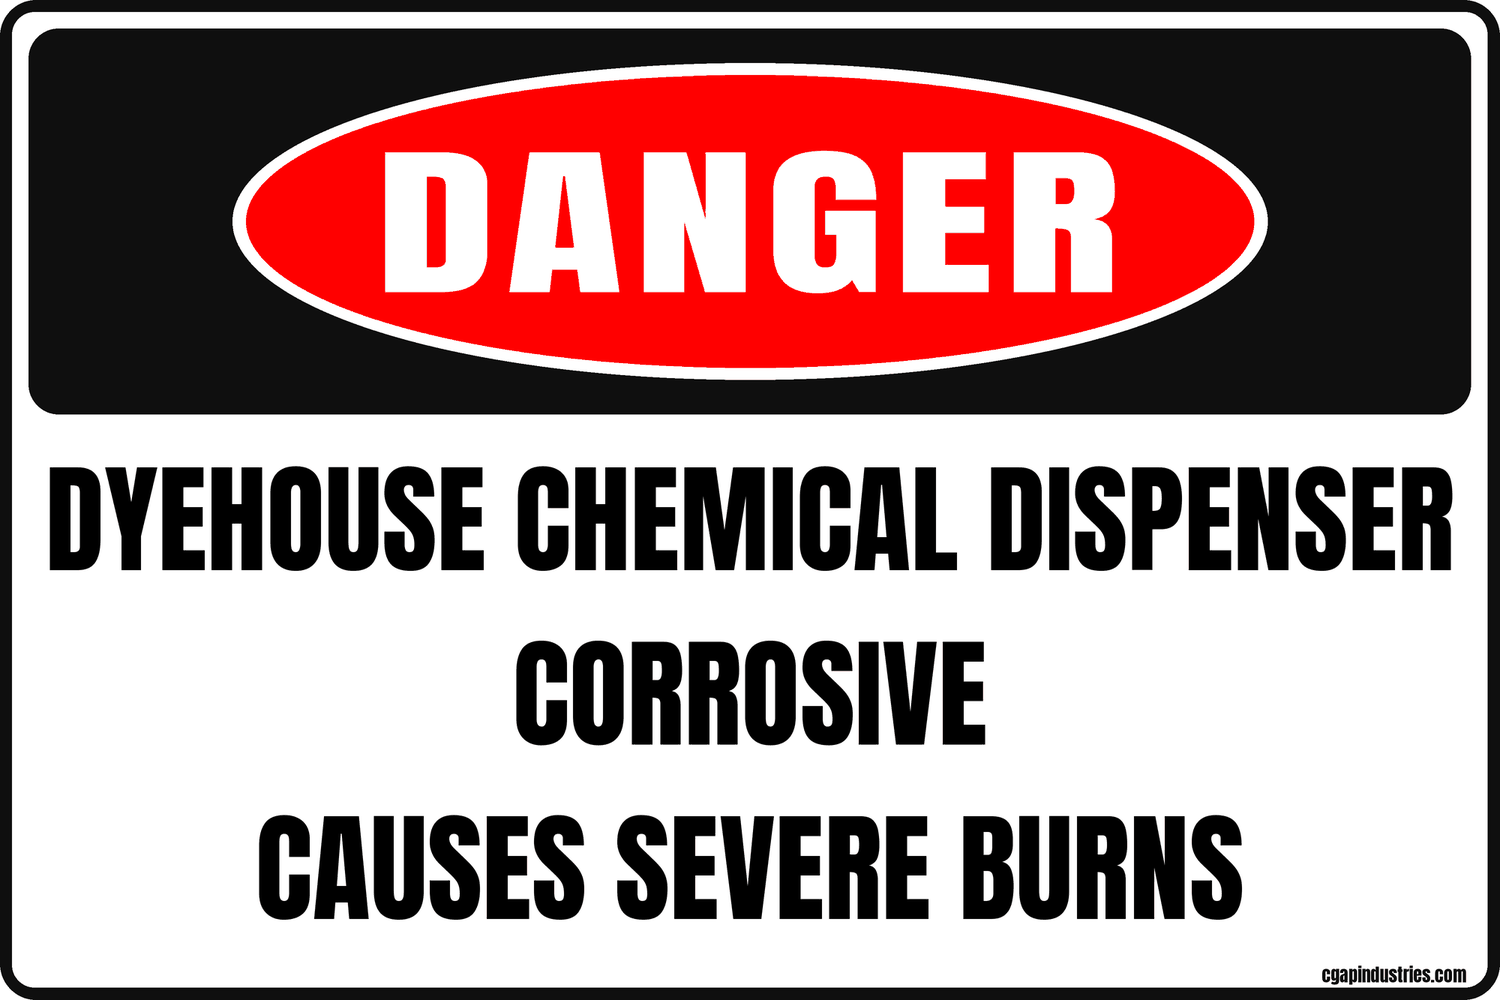 DANGER
DYEHOUSE CHEMICAL DISPENSER
CORROSIVE
CAUSES SEVERE BURNS
cgapindustries.com